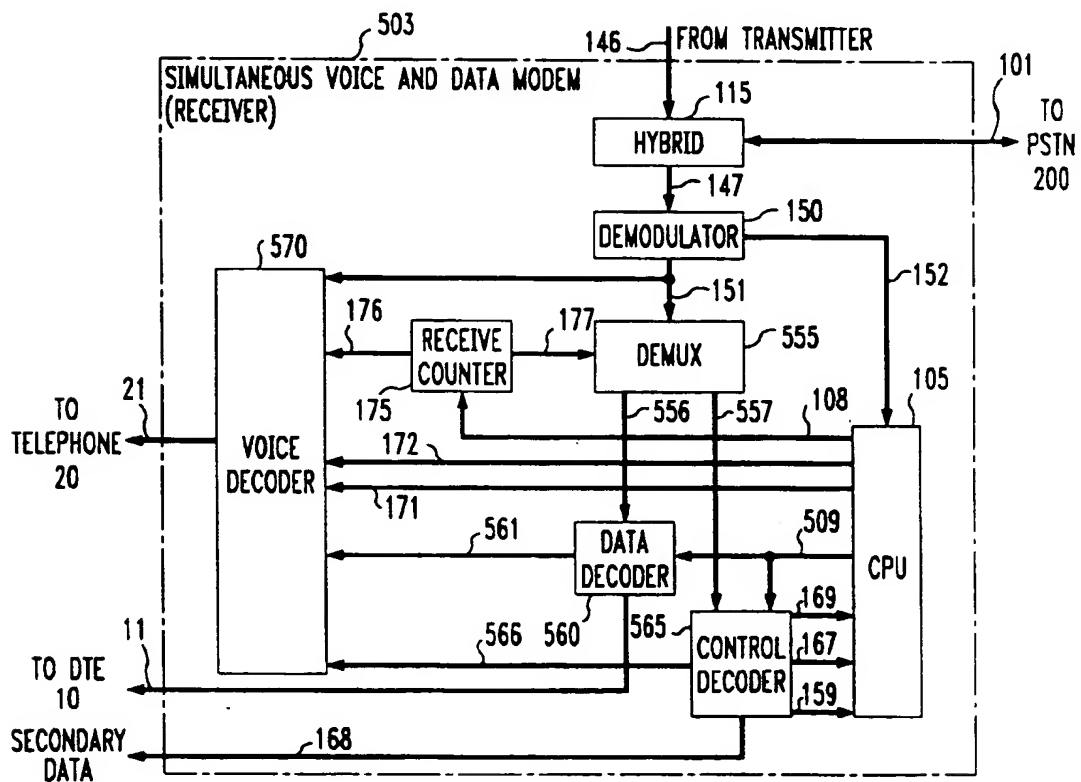 503
146
FROM TRANSMITTER
SIMULTANEOUS VOICE AND DATA MODEM
(RECEIVER)
115
101
HYBRID
TO
PSTN
200
147
150
DEMODULATOR
570
151
152
176
RECEIVE
COUNTER
177
DEMUX
555
175
556
557
108
105
21
TO
TELEPHONE
20
VOICE
DECODER
172
171
561
DATA
DECODER
509
CPU
560
565
169
11
566
CONTROL
DECODER
167
TO DTE
10
159
SECONDARY
DATA
168